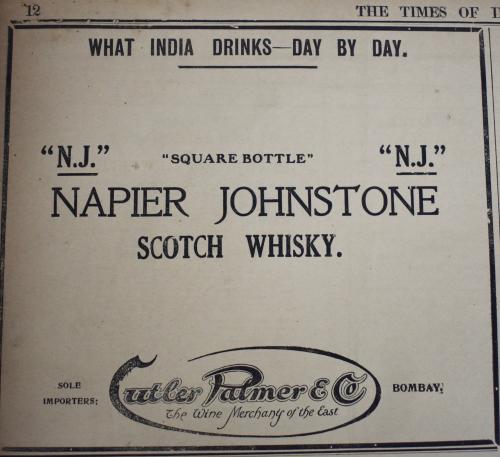 12 THE TIMES OF
WHAT INDIA DRINKS—DAY BY DAY.
"N.J." "SQUARE BOTTLE" "N.J."
NAPIER JOHNSTONE
SCOTCH WHISKY.
SOLE IMPORTERS;
Cutler Palmer & Co
The Wine Merchants of the East
BOMBAY.